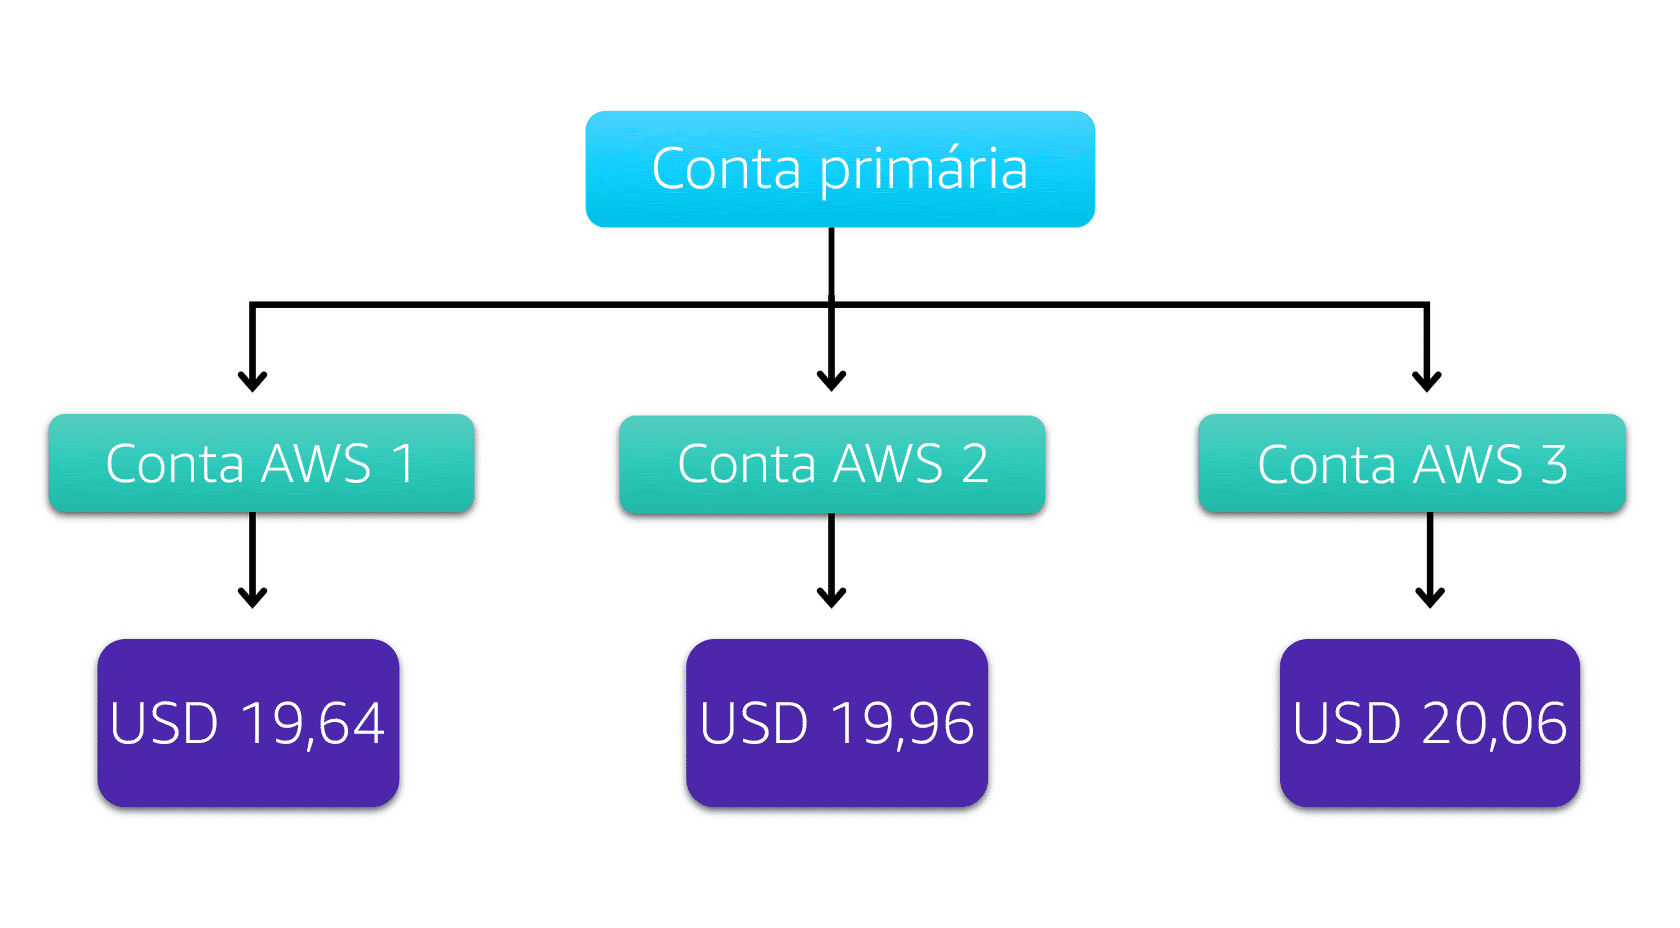 Conta primária
Conta AWS 1
Conta AWS 2
Conta AWS 3
USD 19,64
USD 19,96
USD 20,06